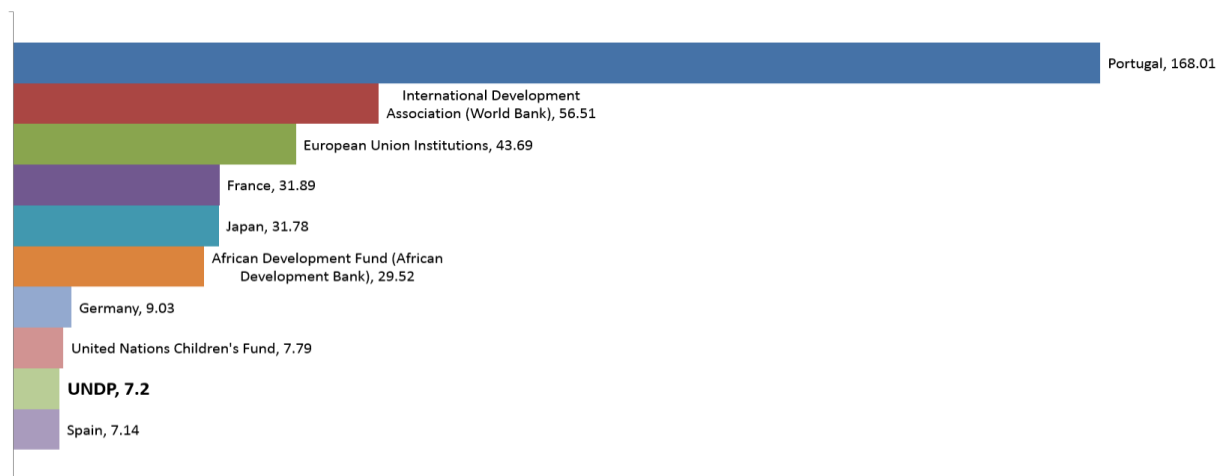 Portugal, 168.01
International Development
Association (World Bank), 56.51
European Union Institutions, 43.69
France, 31.89
Japan, 31.78
African Development Fund (African
Development Bank), 29.52
Germany, 9.03
United Nations Children's Fund, 7.79
UNDP, 7.2
Spain, 7.14